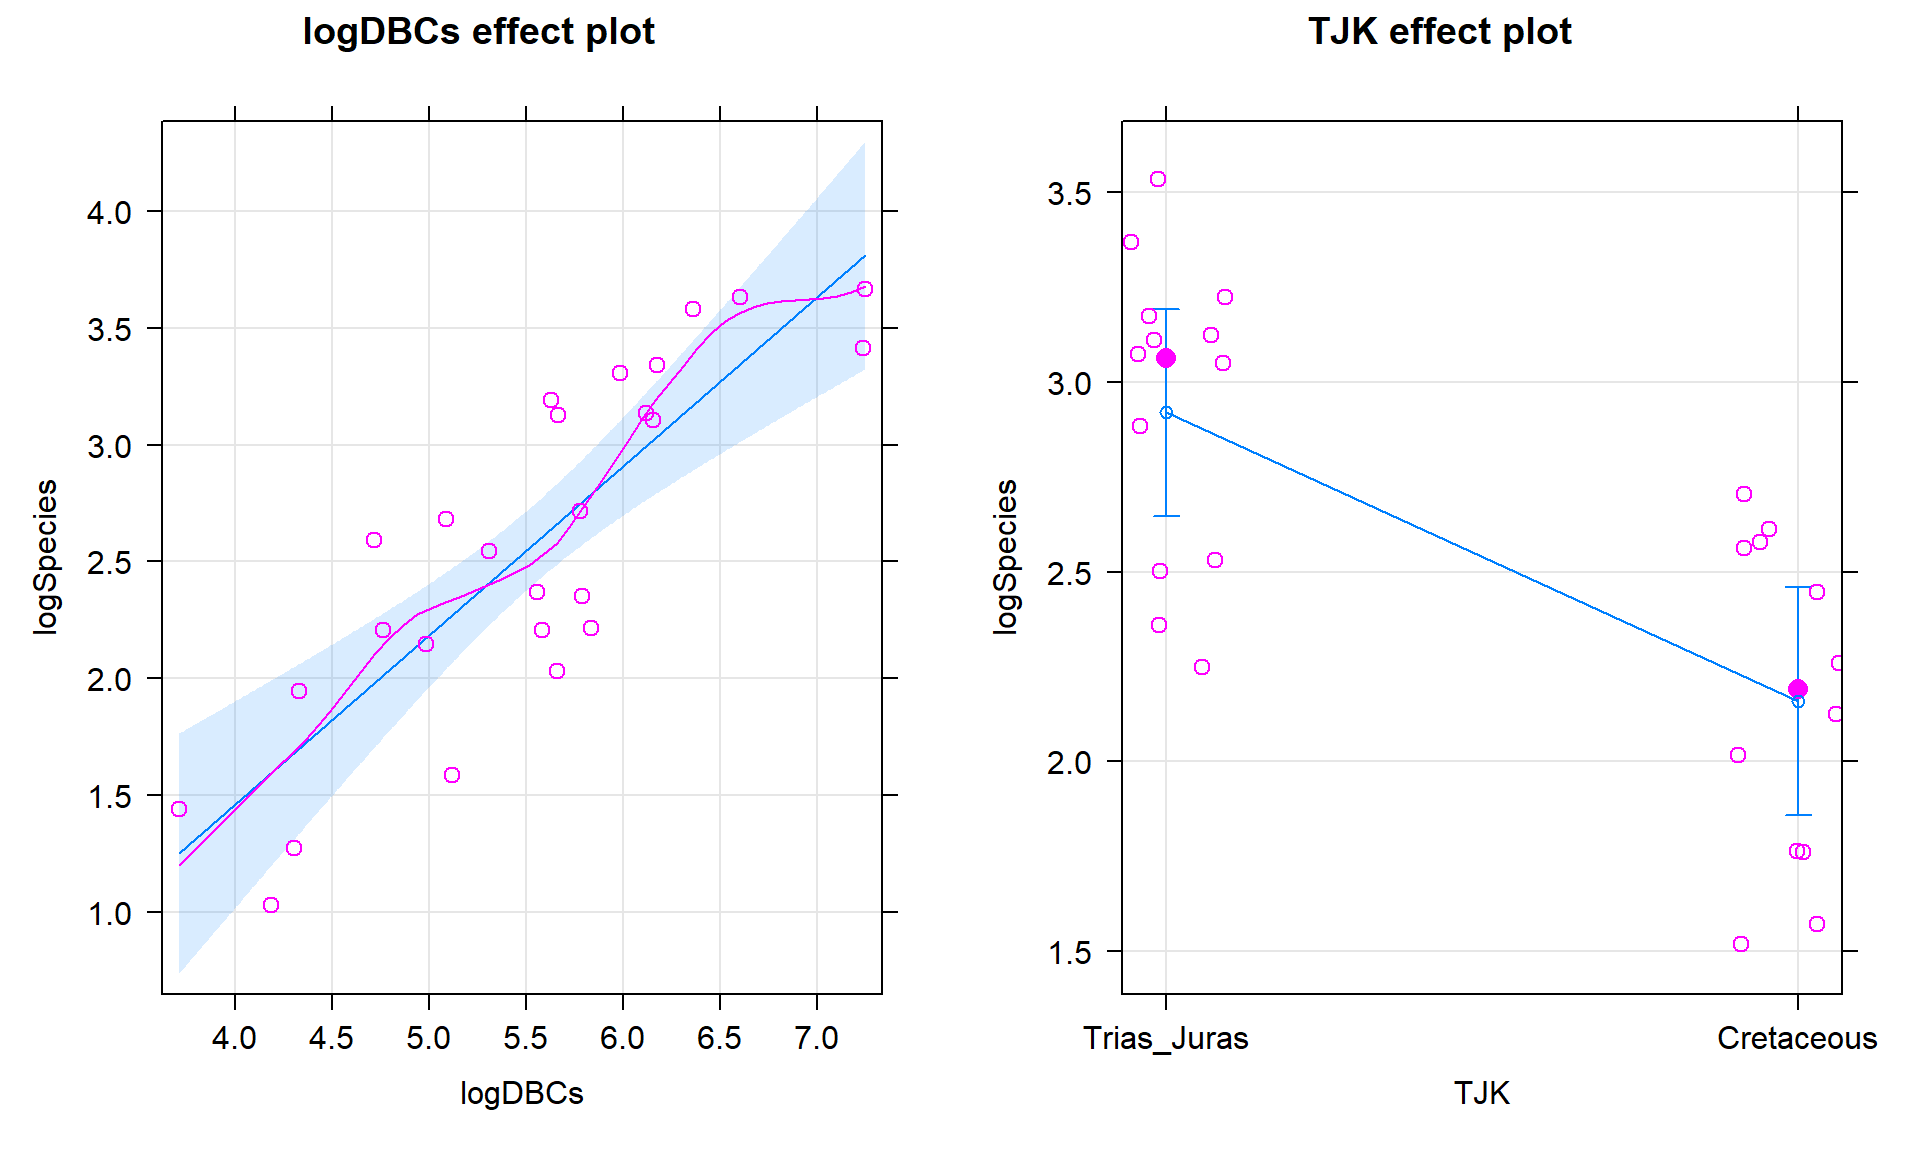 logDBCs effect plot
logSpecies
4.0
3.5
3.0
2.5
2.0
1.5
1.0
4.0 4.5 5.0 5.5 6.0 6.5 7.0
logDBCs
TJK effect plot
logSpecies
3.5
3.0
2.5
2.0
1.5
Trias_Juras Cretaceous
TJK